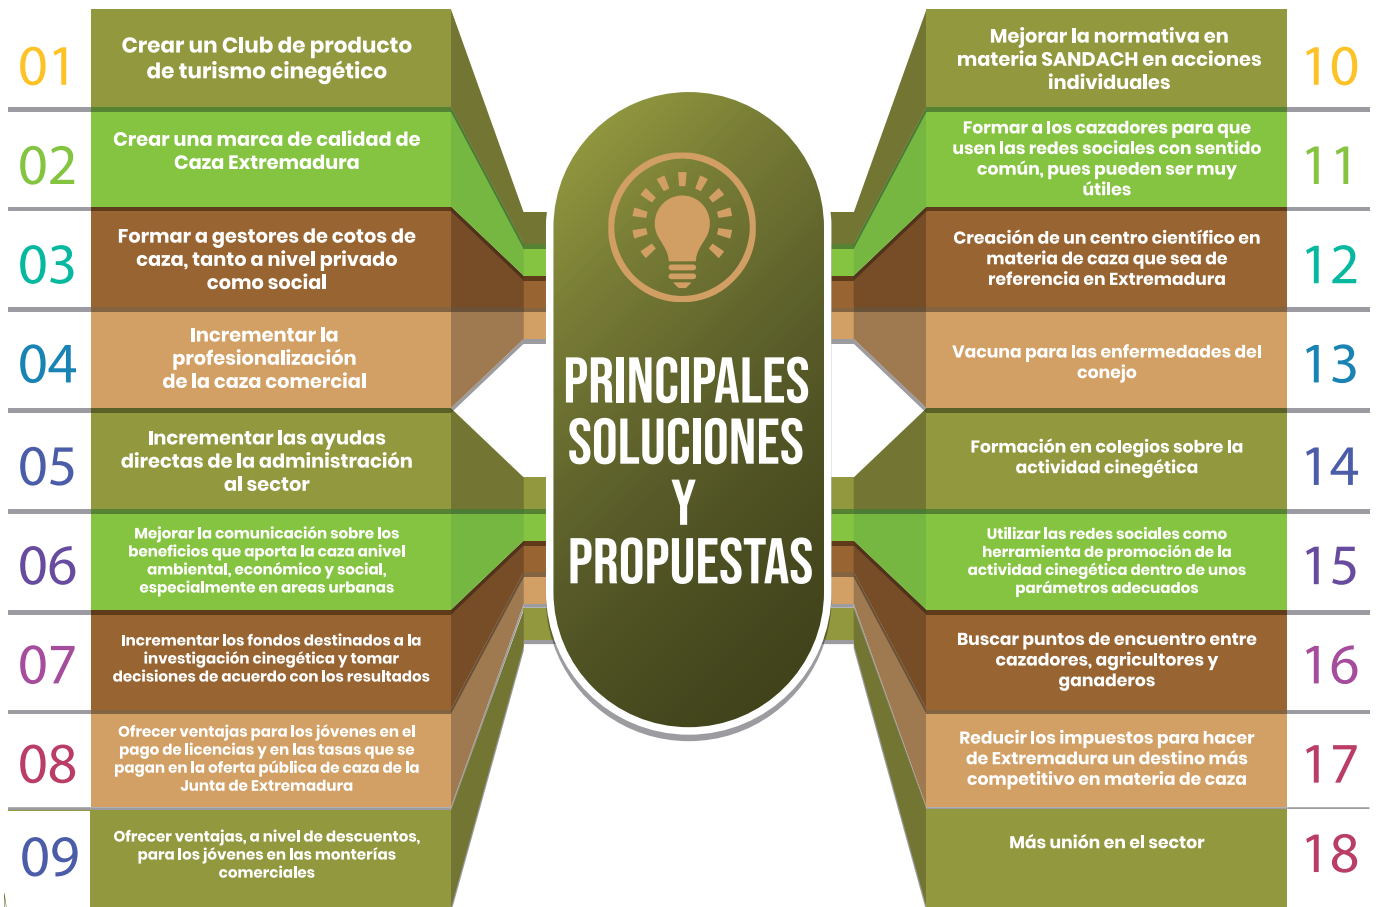 01
Crear un Club de producto
de turismo cinegético
02
Crear una marca de calidad de
Caza Extremadura
03
Formar a gestores de cotos de
caza, tanto a nivel privado
como social
04
Incrementar la
profesionalización
de la caza comercial
05
Incrementar las ayudas
directas de la administración
al sector
06
Mejorar la comunicación sobre los
beneficios que aporta la caza anivel
ambiental, económico y social,
especialmente en areas urbanas
07
Incrementar los fondos destinados a la
investigación cinegética y tomar
decisiones de acuerdo con los resultados
08
Ofrecer ventajas para los jóvenes en el
pago de licencias y en las tasas que se
pagan en la oferta pública de caza de la
Junta de Extremadura
09
Ofrecer ventajas, a nivel de descuentos,
para los jóvenes en las monterías
comerciales
PRINCIPALES
SOLUCIONES
Y
PROPUESTAS
10
Mejorar la normativa en
materia SANDACH en acciones
individuales
11
Formar a los cazadores para que
usen las redes sociales con sentido
común, pues pueden ser muy
útiles
12
Creación de un centro científico en
materia de caza que sea de
referencia en Extremadura
13
Vacuna para las enfermedades del
conejo
14
Formación en colegios sobre la
actividad cinegética
15
Utilizar las redes sociales como
herramienta de promoción de la
actividad cinegética dentro de unos
parámetros adecuados
16
Buscar puntos de encuentro entre
cazadores, agricultores y
ganaderos
17
Reducir los impuestos para hacer
de Extremadura un destino más
competitivo en materia de caza
18
Más unión en el sector